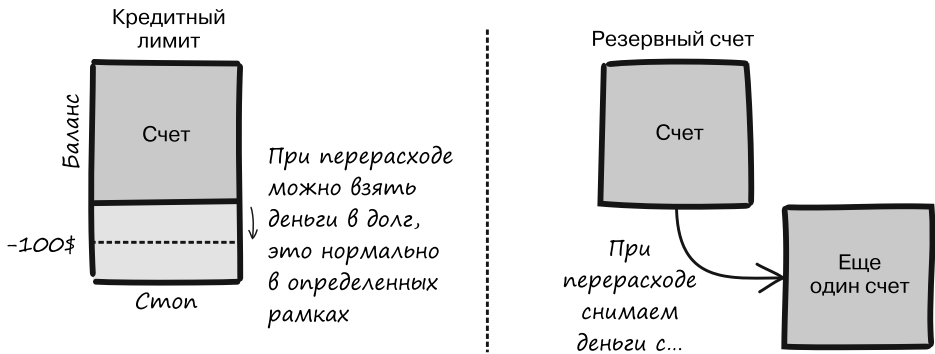 Кредитный
лимит
Баланс
Счет
-100$
Стоп
При перерасходе
можно взять
деньги в долг,
это нормально
в определенных
рамках
Резервный счет
Счет
При
перерасходе
снимаем
деньги с...
Еще
один счет